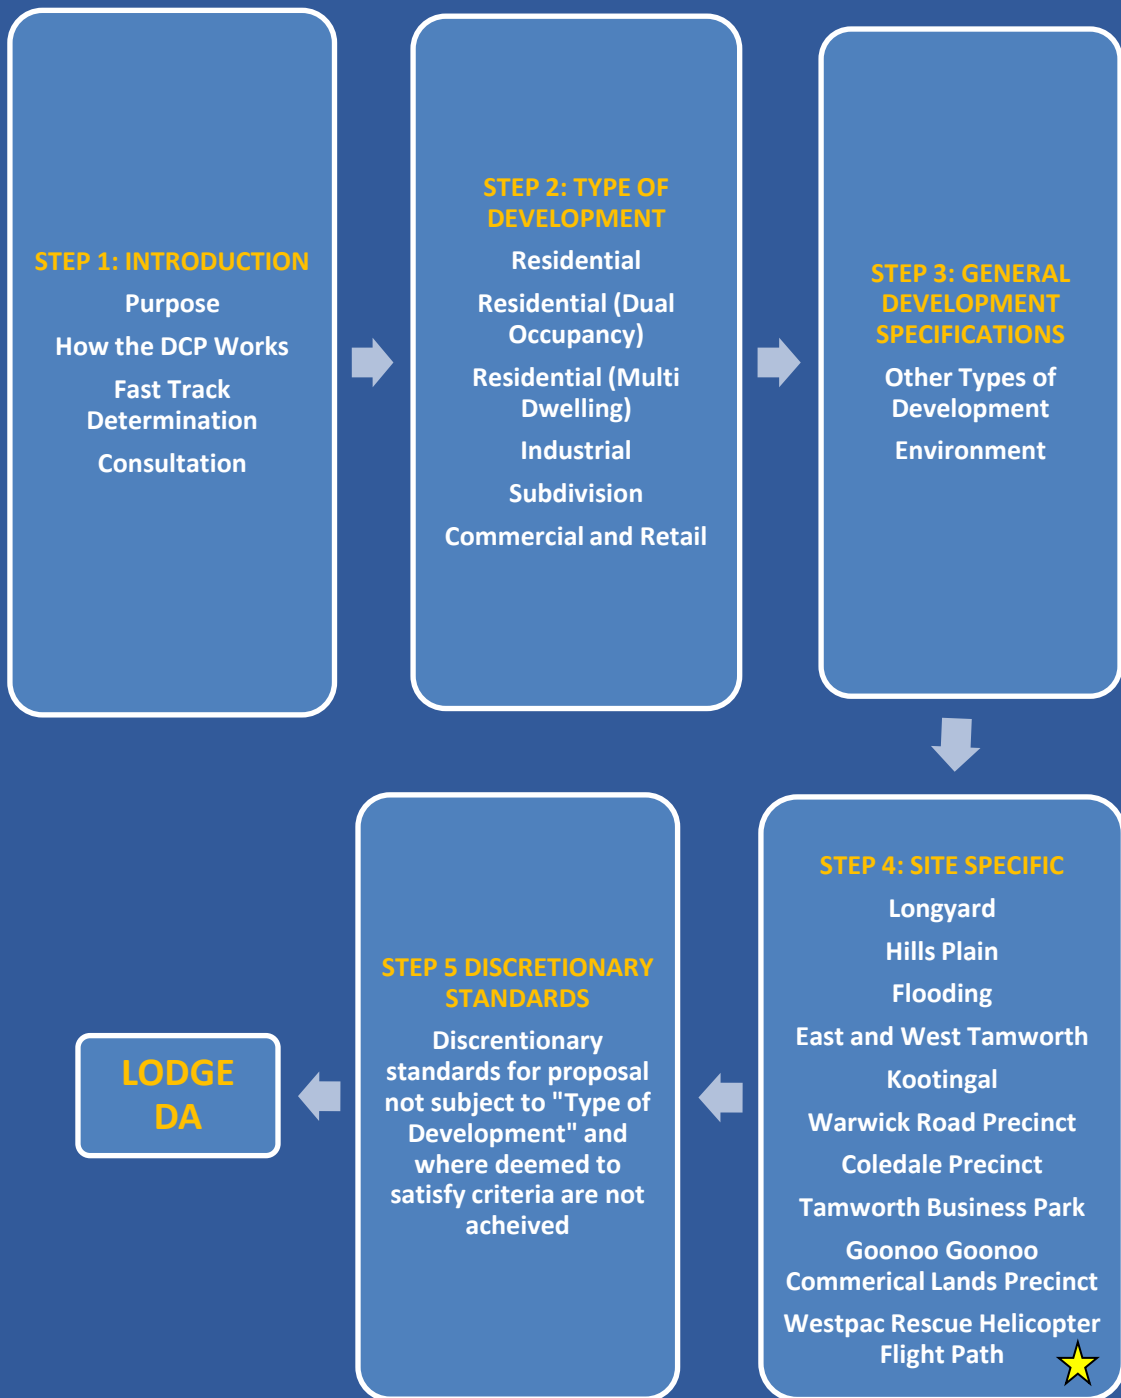 STEP 1: INTRODUCTION
Purpose
How the DCP Works
Fast Track
Determination
Consultation
STEP 2: TYPE OF
DEVELOPMENT
Residential
Residential (Dual
Occupancy)
Residential (Multi
Dwelling)
Industrial
Subdivision
Commercial and Retail
STEP 3: GENERAL
DEVELOPMENT
SPECIFICATIONS
Other Types of
Development
Environment
STEP 4: SITE SPECIFIC
Longyard
Hills Plain
Flooding
East and West Tamworth
Kootingal
Warwick Road Precinct
Coledale Precinct
Tamworth Business Park
Goonoo Goonoo
Commerical Lands Precinct
Westpac Rescue Helicopter
Flight Path
STEP 5 DISCRETIONARY
STANDARDS
Discrentionary
standards for proposal
not subject to "Type of
Development" and
where deemed to
satisfy criteria are not
acheived
LODGE
DA